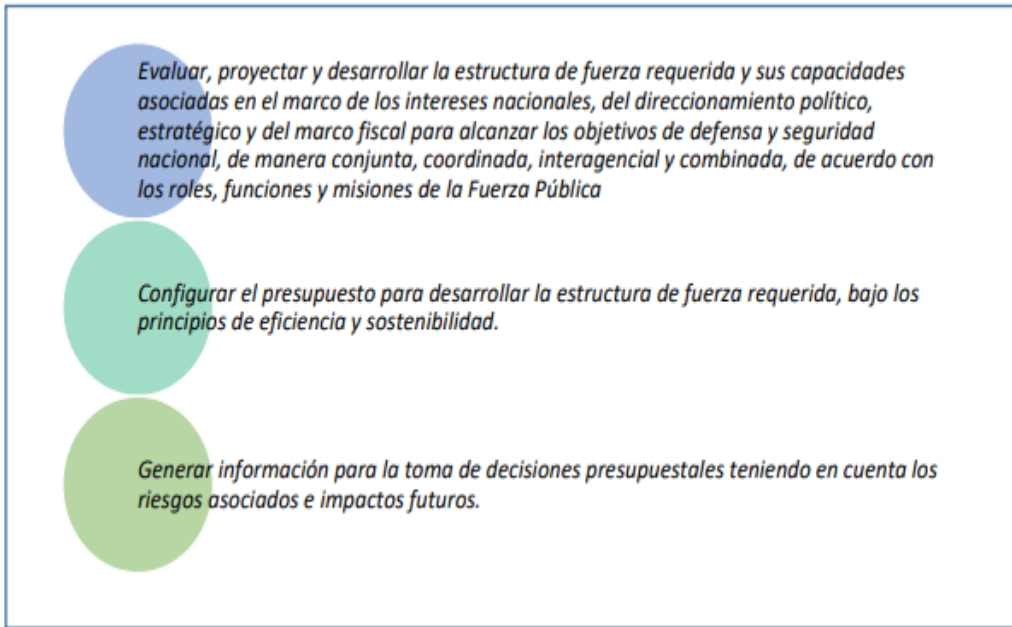 Evaluar, proyectar y desarrollar la estructura de fuerza requerida y sus capacidades
asociadas en el marco de los intereses nacionales, del direccionamiento político,
estratégico y del marco fiscal para alcanzar los objetivos de defensa y seguridad
nacional, de manera conjunta, coordinada, interagencial y combinada, de acuerdo con
los roles, funciones y misiones de la Fuerza Pública
Configurar el presupuesto para desarrollar la estructura de fuerza requerida, bajo los
principios de eficiencia y sostenibilidad.
Generar información para la toma de decisiones presupuestales teniendo en cuenta los
riesgos asociados e impactos futuros.